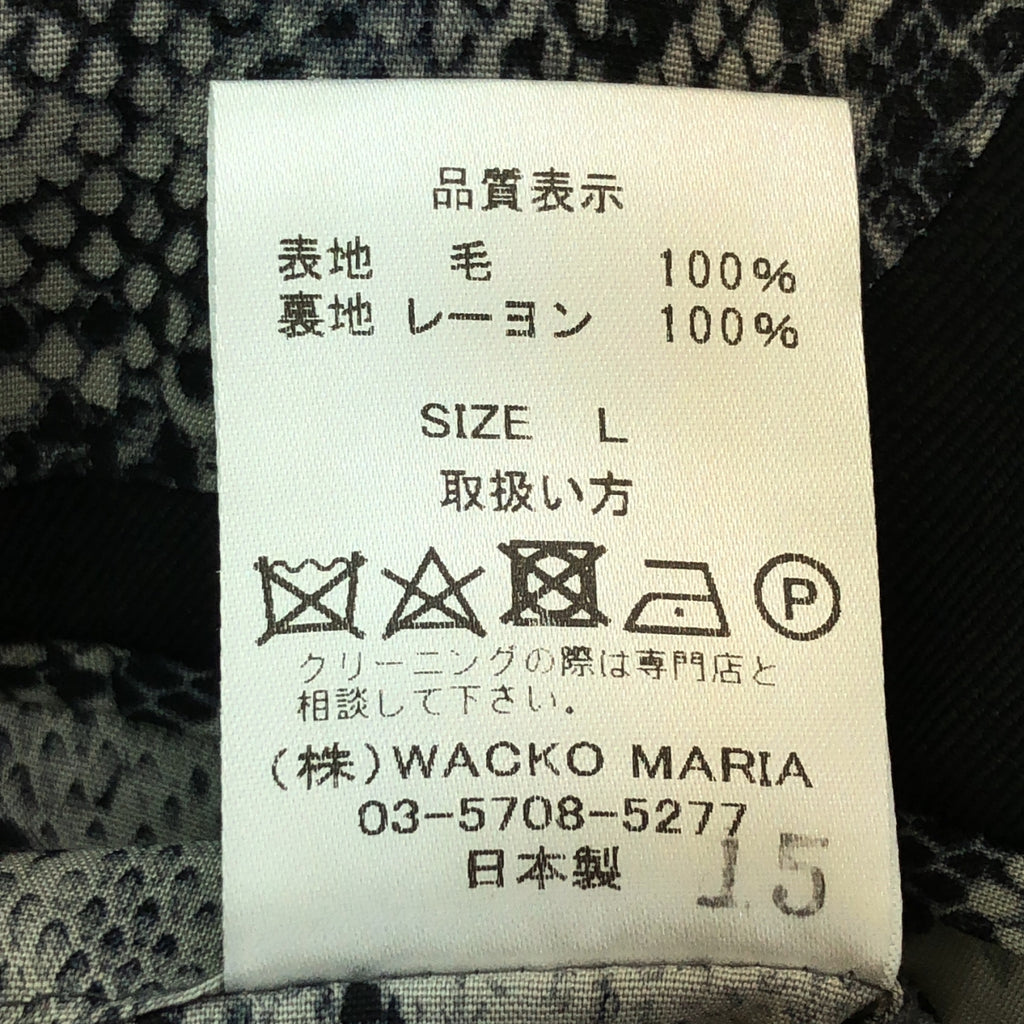 品質表示
表地 毛 100%
裏地 レーヨン 100%
SIZE L
取扱い方
P
クリーニングの際は専門店と
相談して下さい。
(株)WACKO MARIA
03-5708-5277
日本製
15